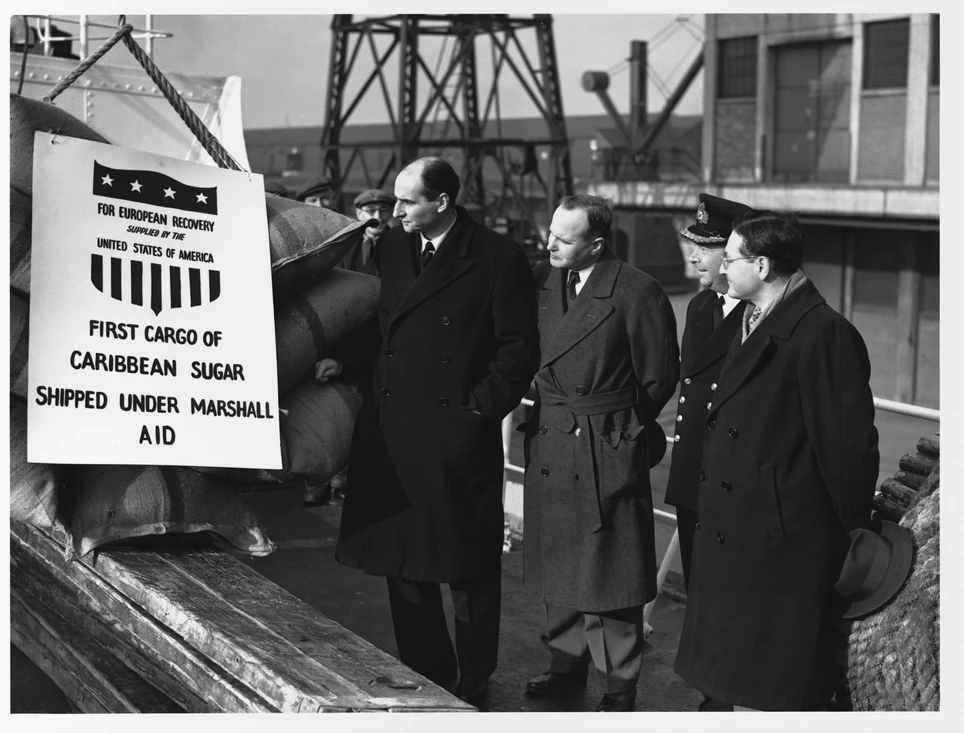 FOR EUROPEAN RECOVERY
SUPPLIED BY THE
UNITED STATES OF AMERICA
FIRST CARGO OF
CARIBBEAN SUGAR
SHIPPED UNDER MARSHALL
AID